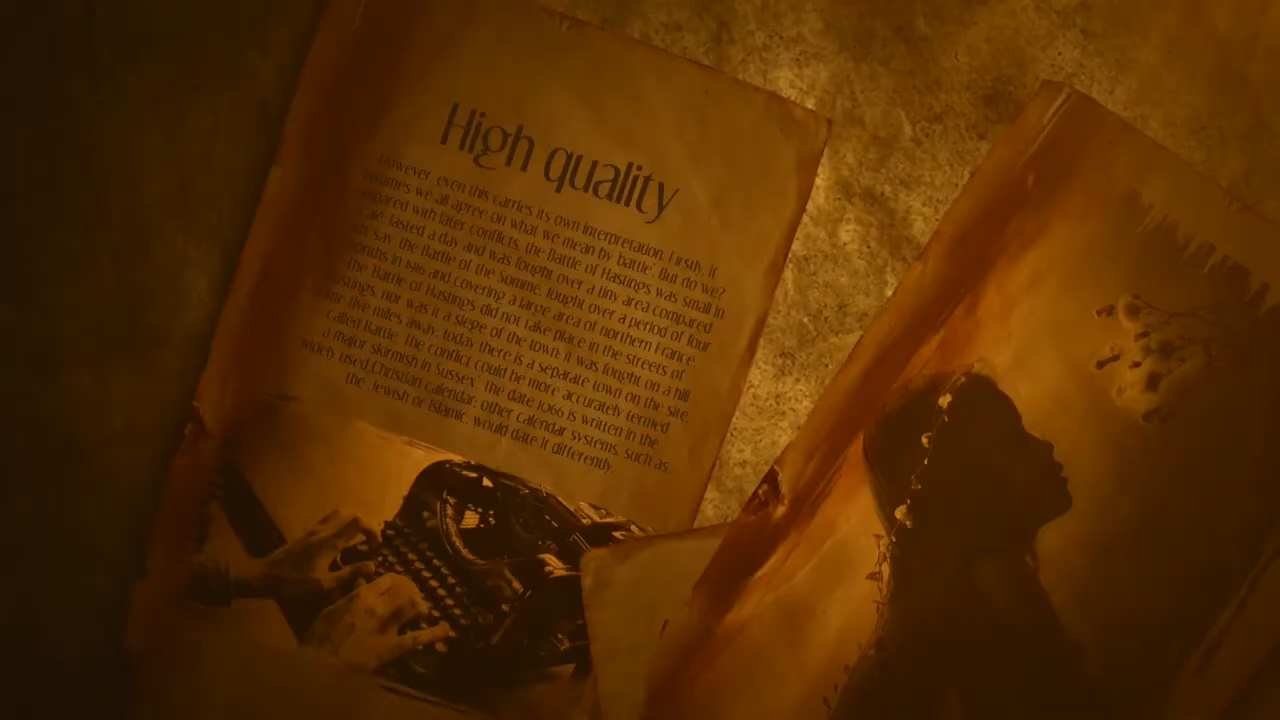 High quality
However, even this carries its own interpretation. Firstly, it
we all agree on what we mean by 'battle'. But do we?
with later conflicts, the Battle of Hastings was small in
lasted a day and was fought over a tiny area compared
say, the Battle of the Somme, fought over a period of four
months in 1916 and covering a large area of northern France.
The Battle of Hastings did not take place in the streets of
nor was it a siege of the town: it was fought on a hill
five miles away, today there is a separate town on the site,
called Battle. The conflict could be more accurately termed
'a major skirmish in Sussex'. The date 1066 is written in the
widely used Christian calendar: other calendar systems, such as
the Jewish or Islamic, would date it differently.